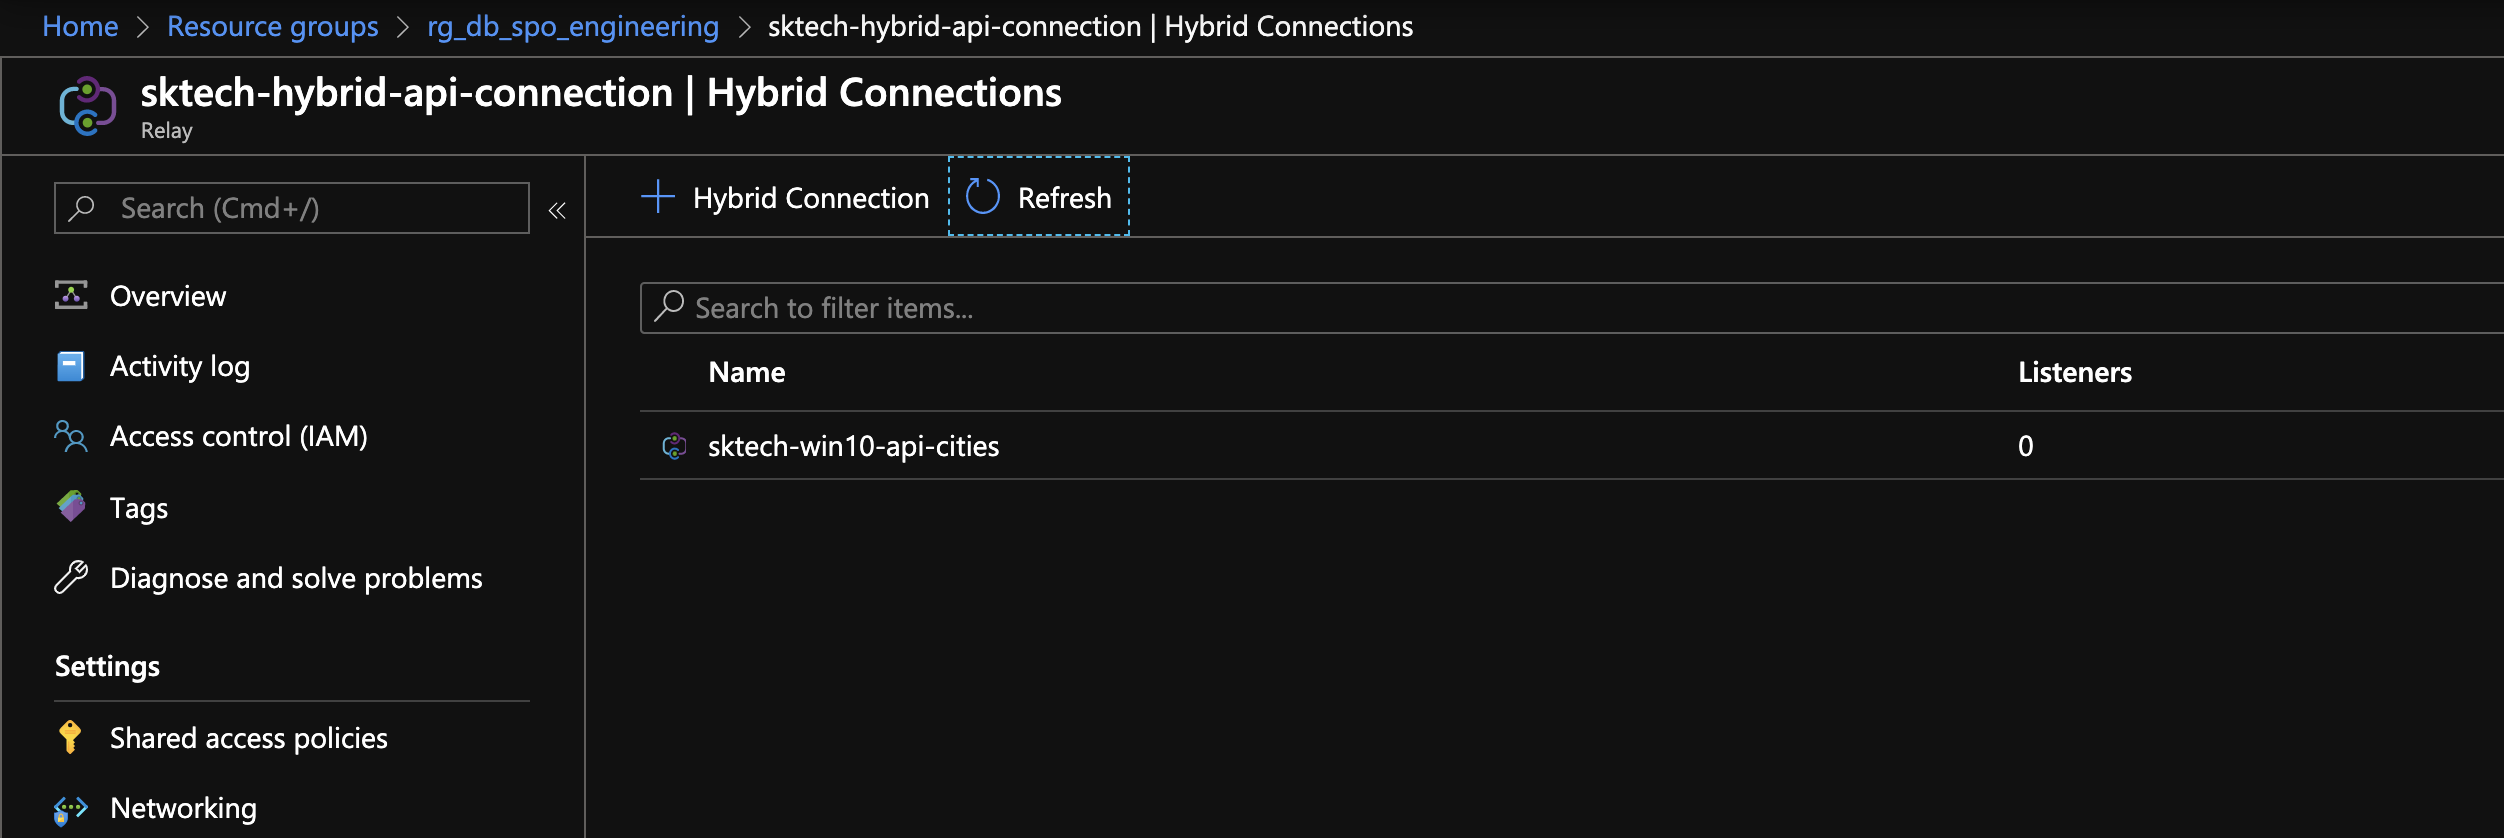 Home > Resource groups > rg_db_spo_engineering > sktech-hybrid-api-connection | Hybrid Connections
sktech-hybrid-api-connection | Hybrid Connections
Relay
Search (Cmd+/)
«
Overview
Activity log
Access control (IAM)
Tags
Diagnose and solve problems
Settings
Shared access policies
Networking
+ Hybrid Connection Refresh
Search to filter items...
Name Listeners
sktech-win10-api-cities 0